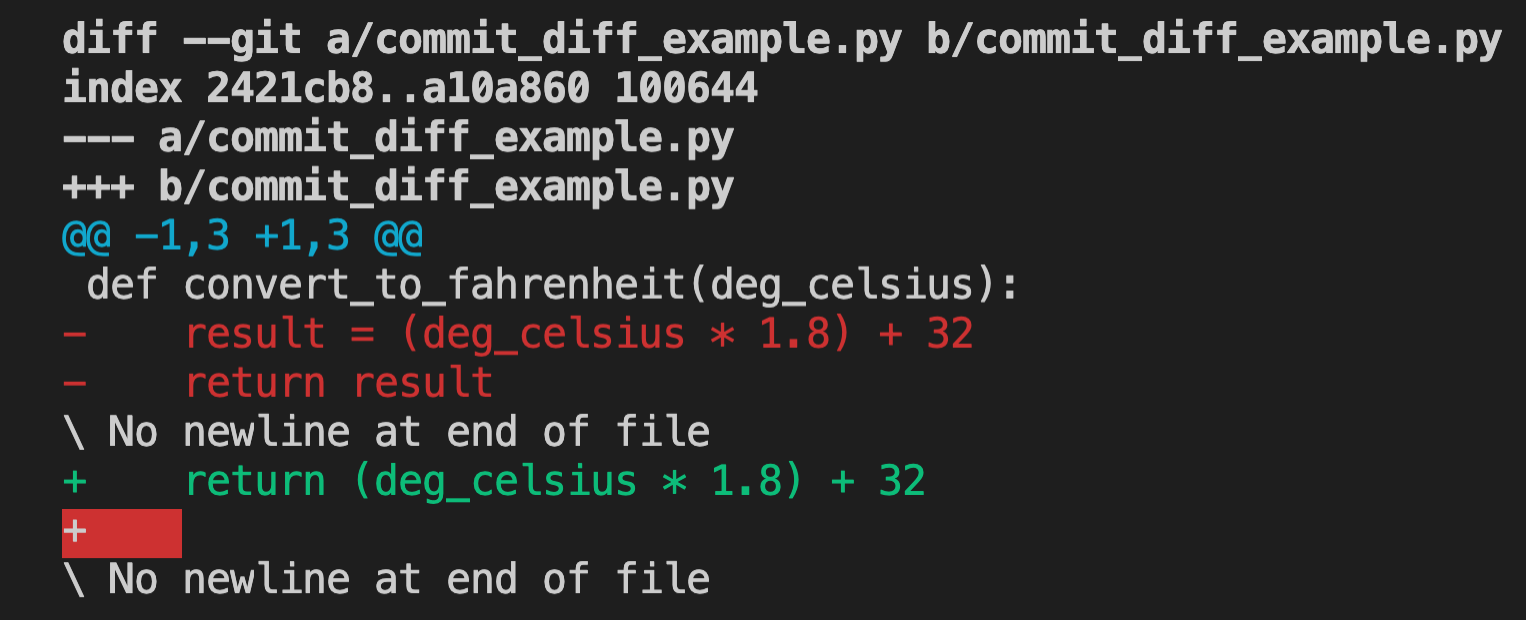 diff --git a/commit_diff_example.py b/commit_diff_example.py
index 2421cb8..a10a860 100644
--- a/commit_diff_example.py
+++ b/commit_diff_example.py
@@ -1,3 +1,3 @@
 def convert_to_fahrenheit(deg_celsius):
-    result = (deg_celsius * 1.8) + 32
-    return result
\ No newline at end of file
+    return (deg_celsius * 1.8) + 32
+
\ No newline at end of file